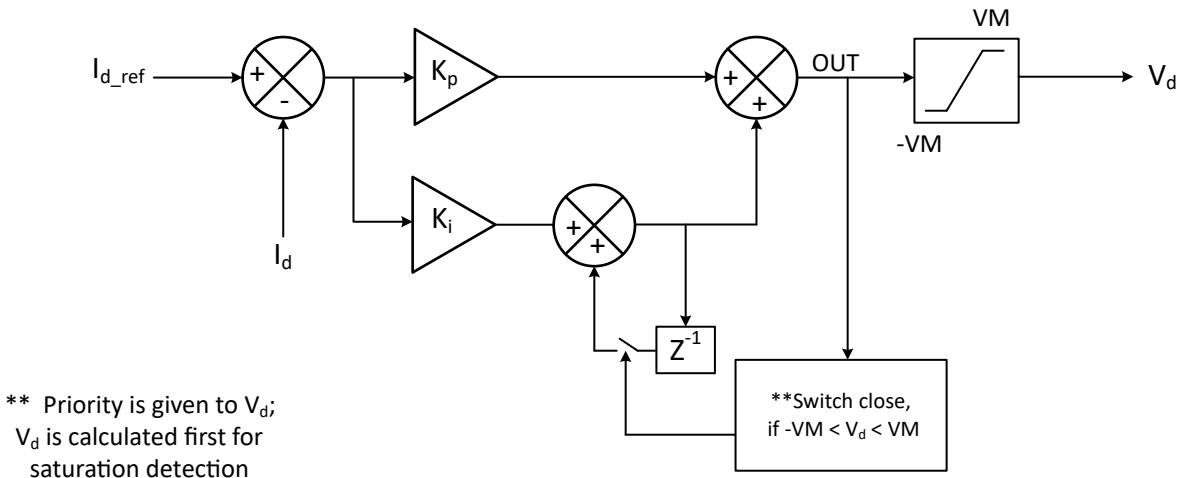 VM
I_d_ref
+
-
K_p
+
+
OUT
-VM
V_d
K_i
+
+
I_d
Z^-1
** Priority is given to V_d;
V_d is calculated first for
saturation detection
**Switch close,
if -VM < V_d < VM